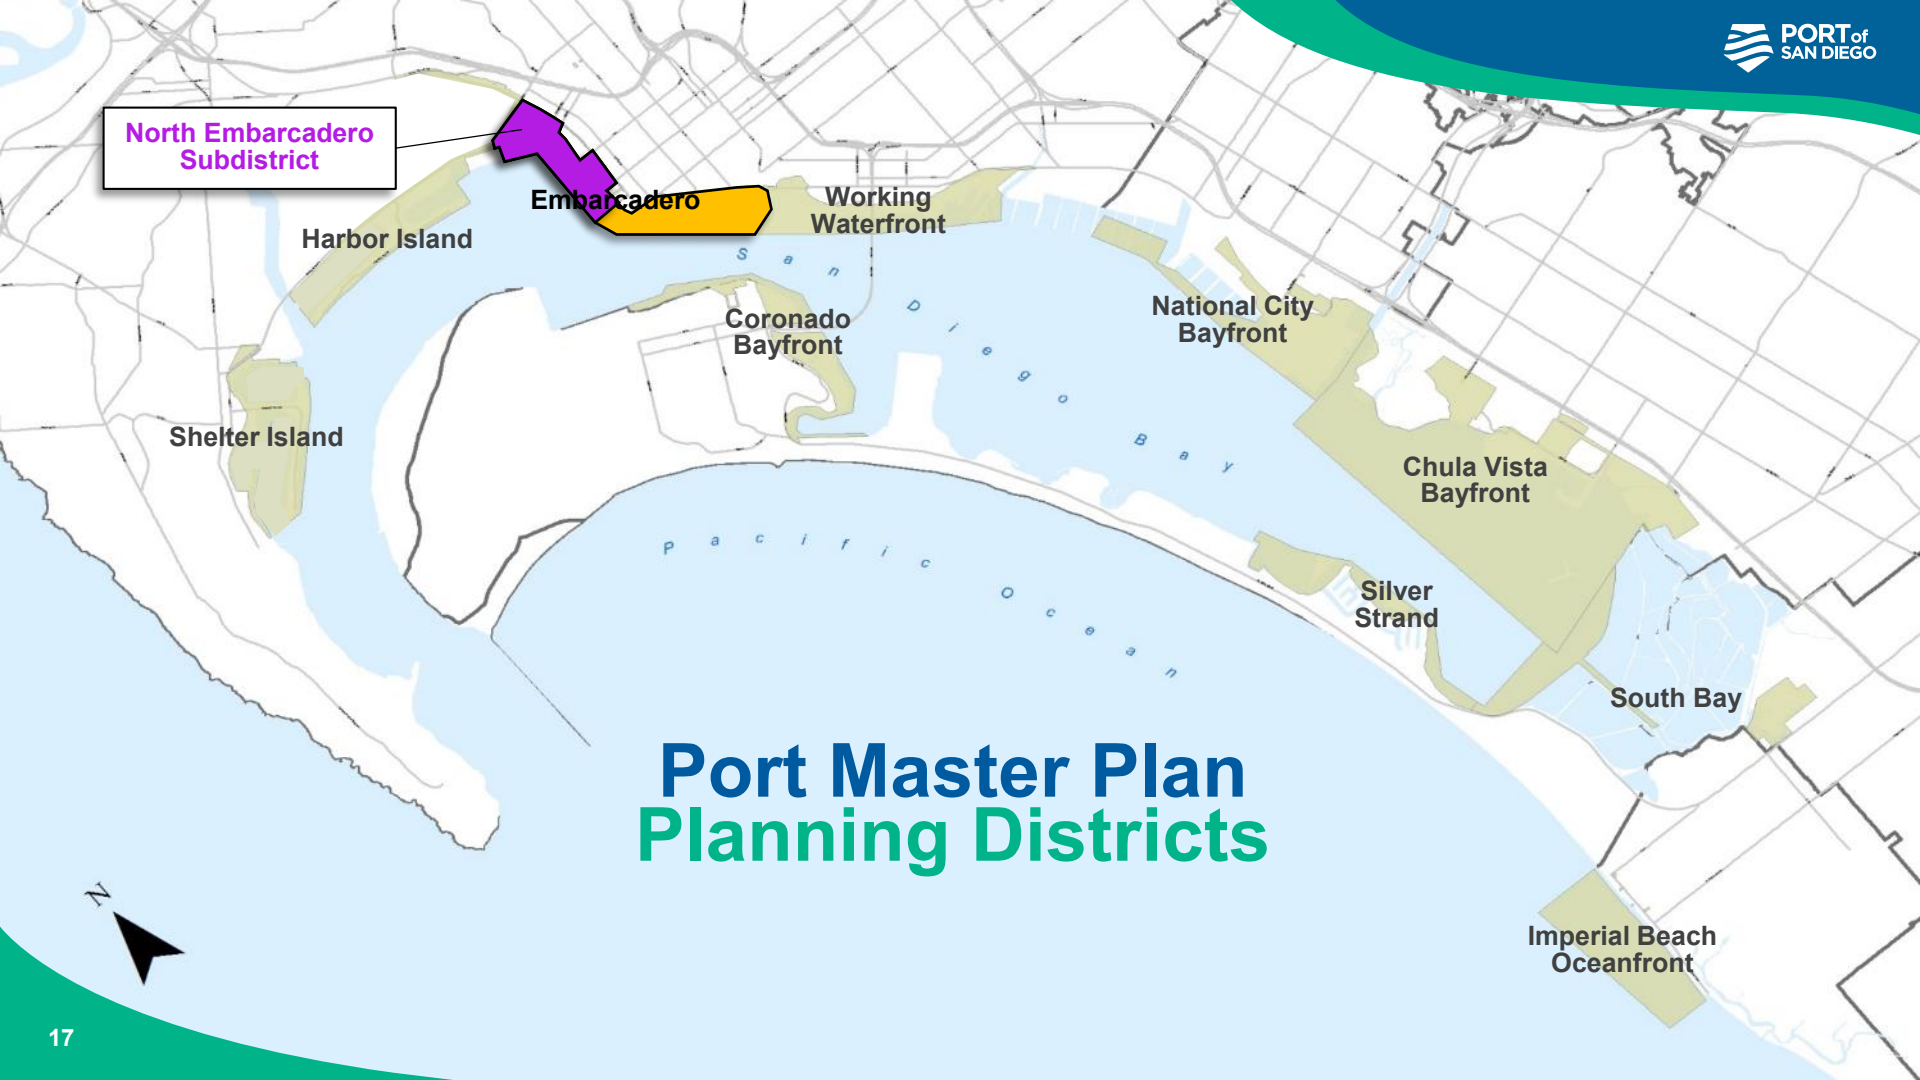 PORT of
SAN DIEGO
North Embarcadero
Subdistrict
Embarcadero
Working
Waterfront
Harbor Island
San Diego Bay
Coronado
Bayfront
National City
Bayfront
Shelter Island
Chula Vista
Bayfront
Pacific Ocean
Silver
Strand
South Bay
Port Master Plan
Planning Districts
N
Imperial Beach
Oceanfront
17